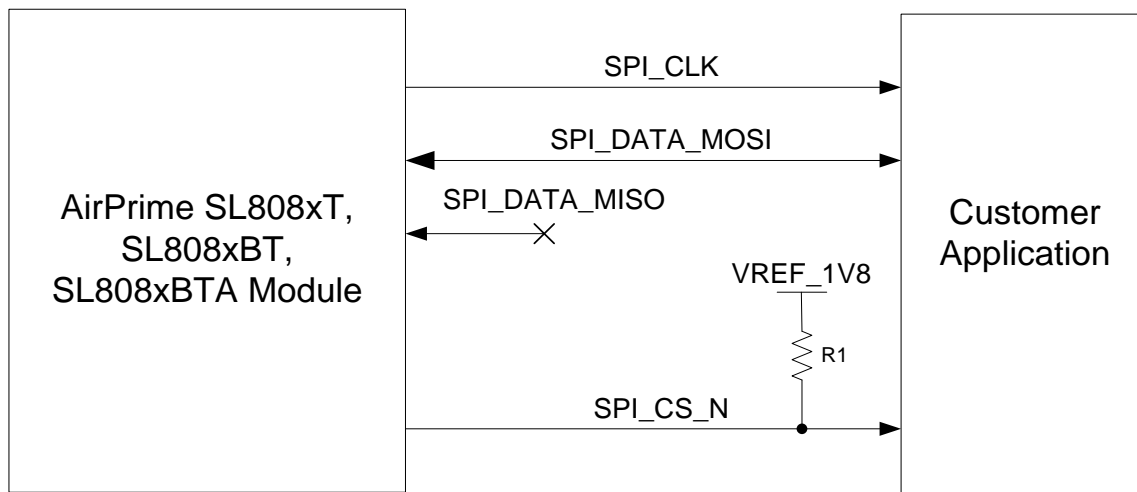 SPI_CLK
SPI_DATA_MOSI
SPI_DATA_MISO
AirPrime SL808xT,
SL808xBT,
SL808xBTA Module
Customer
Application
VREF_1V8
R1
SPI_CS_N